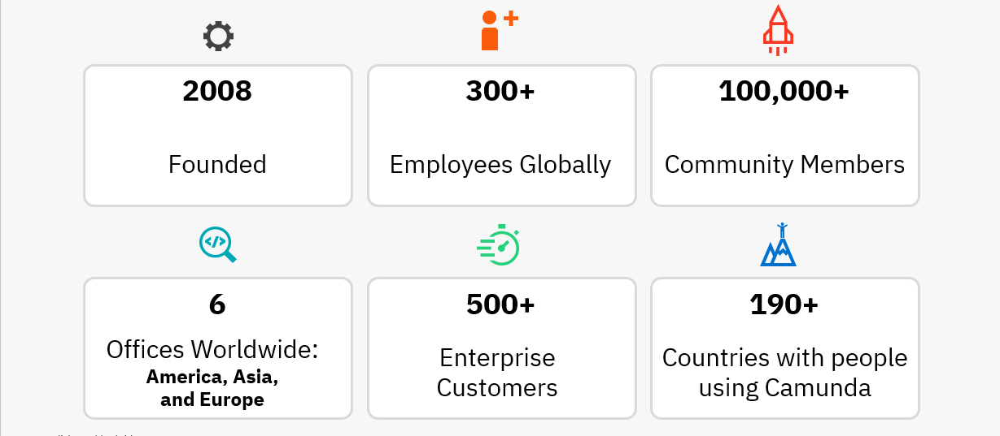 2008
Founded
300+
Employees Globally
100,000+
Community Members
6
Offices Worldwide:
America, Asia,
and Europe
500+
Enterprise
Customers
190+
Countries with people
using Camunda